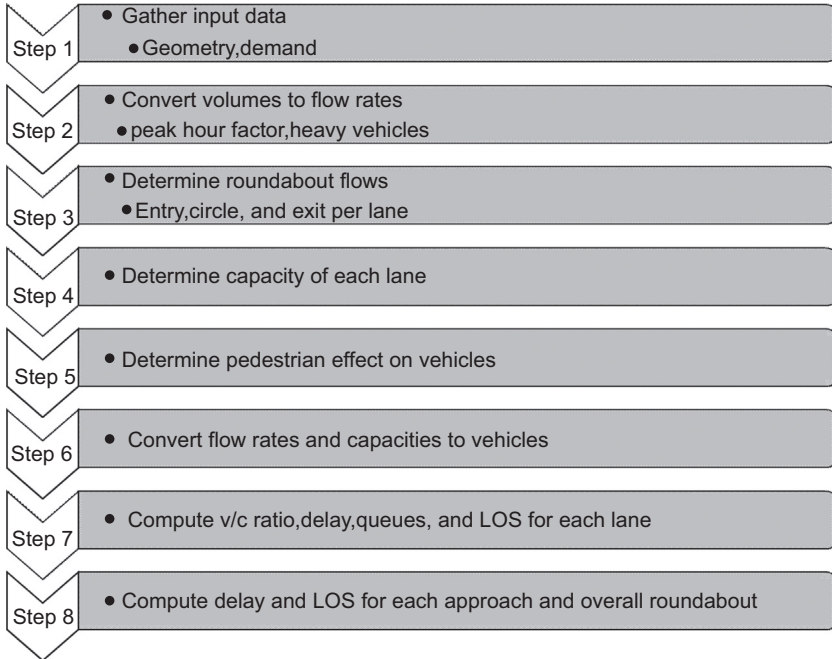 Step 1
• Gather input data
• Geometry,demand
Step 2
• Convert volumes to flow rates
• peak hour factor,heavy vehicles
Step 3
• Determine roundabout flows
• Entry,circle, and exit per lane
Step 4
• Determine capacity of each lane
Step 5
• Determine pedestrian effect on vehicles
Step 6
• Convert flow rates and capacities to vehicles
Step 7
• Compute v/c ratio,delay,queues, and LOS for each lane
Step 8
• Compute delay and LOS for each approach and overall roundabout